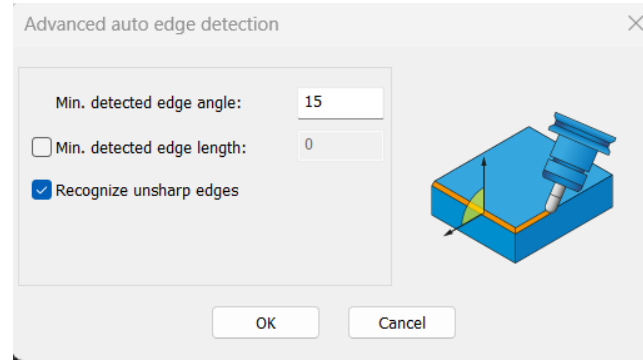 Advanced auto edge detection
Min. detected edge angle: 15
Min. detected edge length: 0
Recognize unsharp edges
OK Cancel